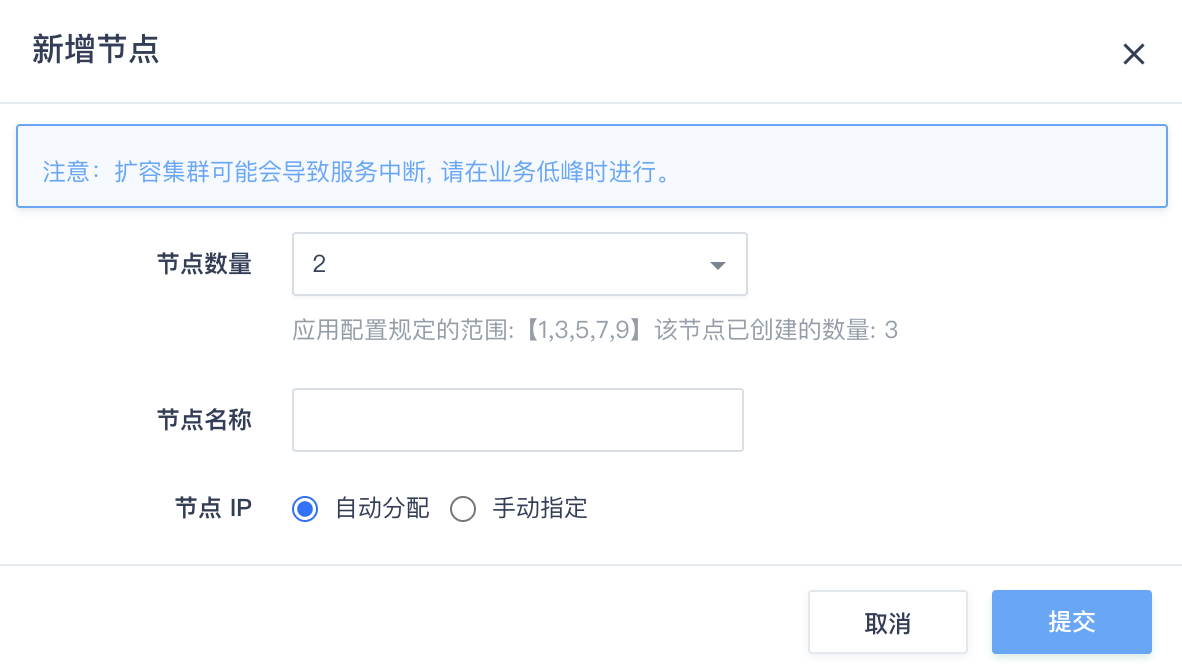 新增节点
注意：扩容集群可能会导致服务中断, 请在业务低峰时进行。
节点数量 2
应用配置规定的范围:【1,3,5,7,9】该节点已创建的数量: 3
节点名称
节点 IP 自动分配 手动指定
取消 提交